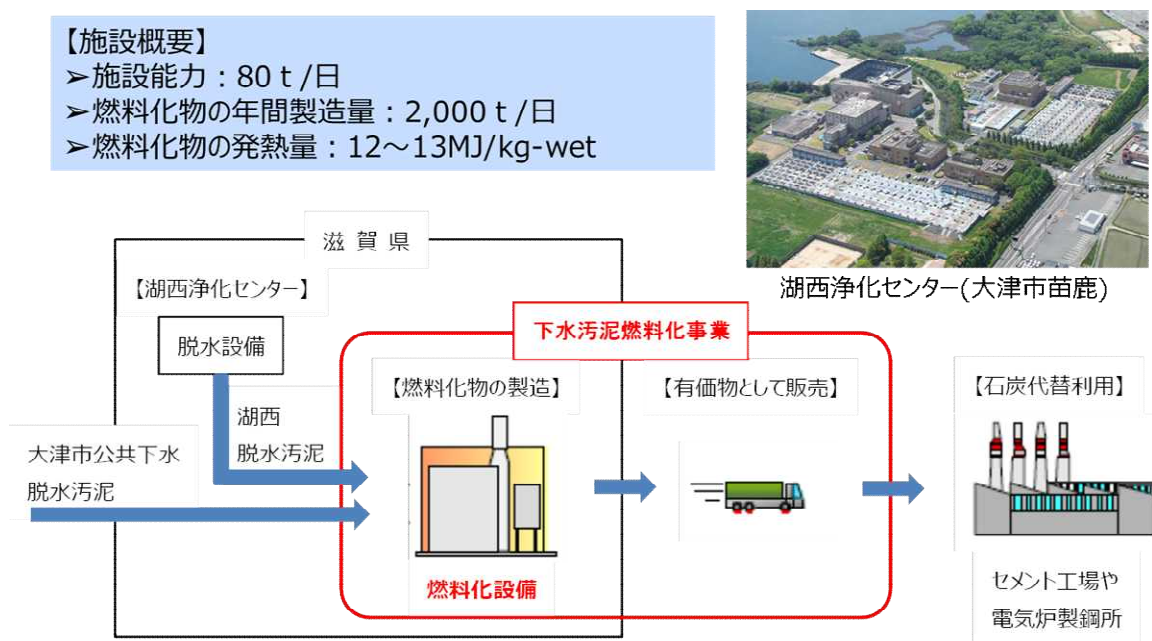 【施設概要】
➢施設能力：80ｔ/日
➢燃料化物の年間製造量：2,000ｔ/日
➢燃料化物の発熱量：12～13MJ/kg-wet
湖西浄化センター(大津市苗鹿)
滋 賀 県
【湖西浄化センター】
脱水設備
湖西
脱水汚泥
大津市公共下水
脱水汚泥
下水汚泥燃料化事業
【燃料化物の製造】
燃料化設備
【有価物として販売】
【石炭代替利用】
セメント工場や
電気炉製鋼所